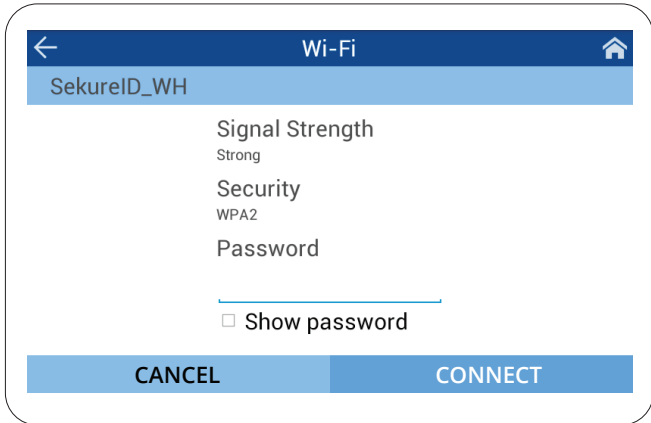 Wi-Fi
SekureID_WH
Signal Strength
Strong
Security
WPA2
Password
Show password
CANCEL CONNECT